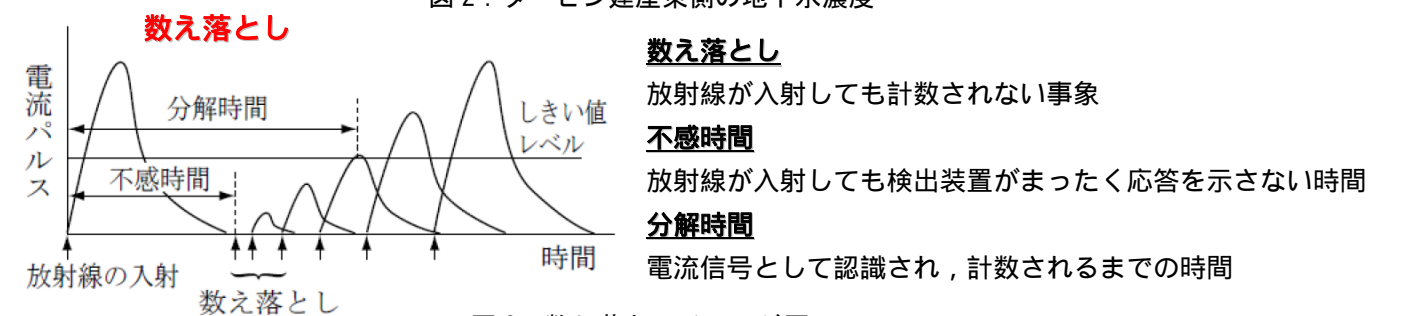 数え落とし
電流パルス
分解時間
しきい値
レベル
不感時間
時間
放射線の入射
数え落とし
数え落とし
放射線が入射しても計数されない事象
不感時間
放射線が入射しても検出装置がまったく応答を示さない時間
分解時間
電流信号として認識され，計数されるまでの時間